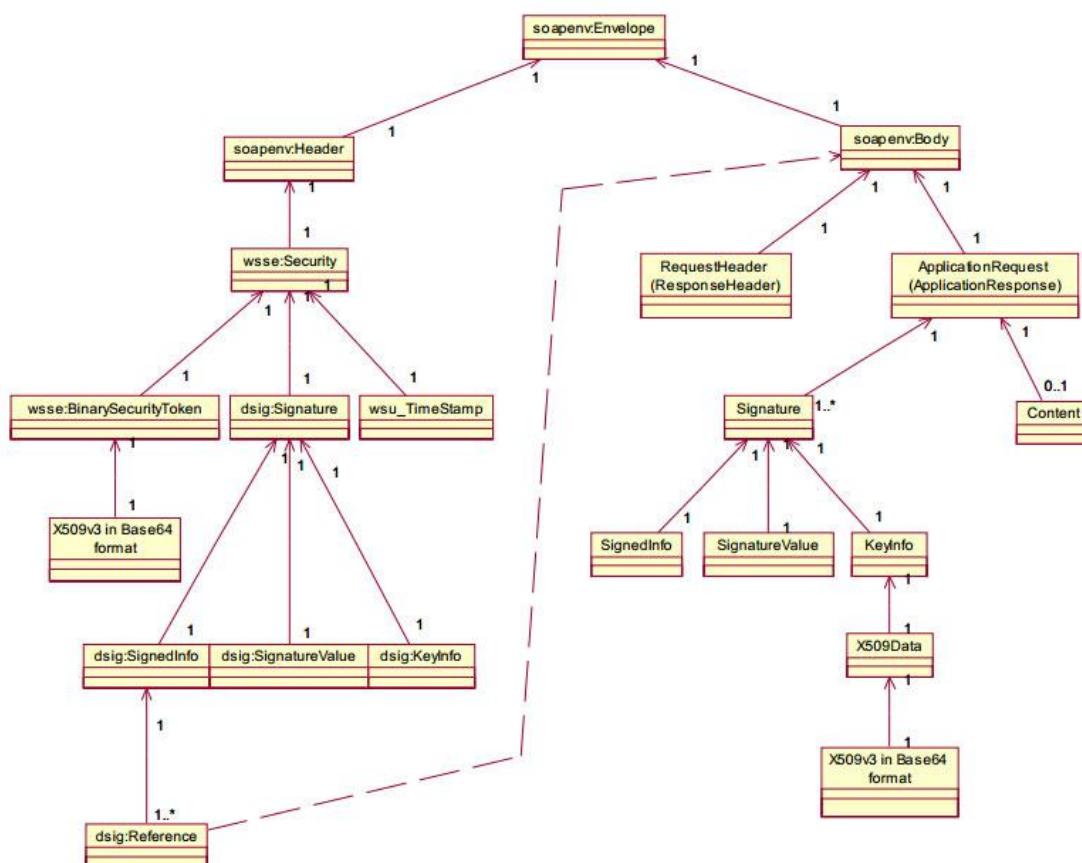 soapenv:Envelope
1
1
1
1
soapenv:Header
soapenv:Body
1
1
1
1
1
1
wsse:Security
RequestHeader
(ResponseHeader)
ApplicationRequest
(ApplicationResponse)
1
1
1
1
1
1
1
1
1
0..1
wsse:BinarySecurityToken
dsig:Signature
wsu_TimeStamp
Signature
1..*
Content
1
1
1
1
1
1
1
1
1
1
1
X509v3 in Base64
format
SignedInfo
SignatureValue
KeyInfo
1
1
1
1
1
dsig:SignedInfo
dsig:SignatureValue
dsig:KeyInfo
X509Data
1
1
1
X509v3 in Base64
format
1..*
dsig:Reference